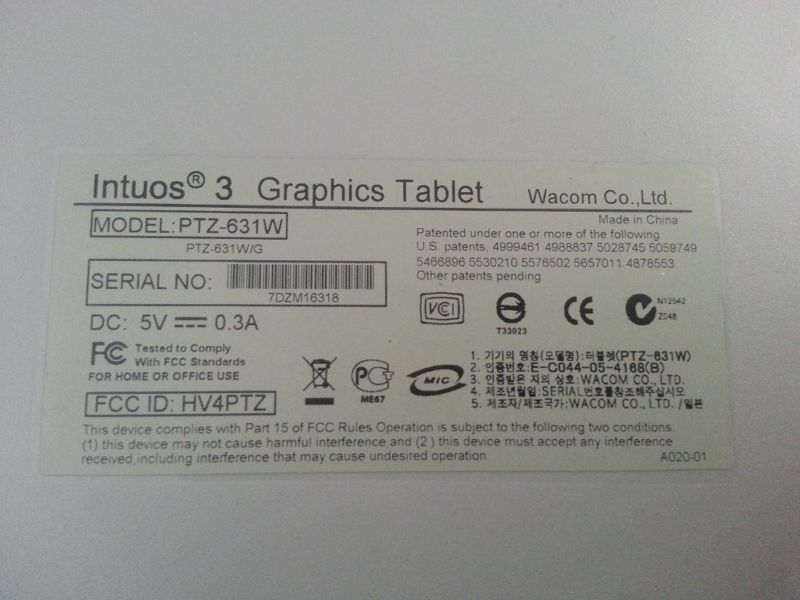 Intuos® 3 Graphics Tablet Wacom Co.,Ltd.
Made in China
MODEL:PTZ-631W
PTZ-631W/G
Patented under one or more of the following
U.S. patents, 4999461 4988837 5028745 5059749
5466896 5530210 5576502 5657011 4878553
Other patents pending
SERIAL NO:
7DZM16318
DC: 5V 0.3A
VCI
T33023
CE
N12542
Z048
FC Tested to Comply
With FCC Standards
FOR HOME OR OFFICE USE
FCC ID: HV4PTZ
PC
ME67
MIC
1. 기기의 명칭(모델명):터블렛(PTZ-631W)
2. 인증번호:E-C044-05-4168(B)
3. 인증받은 자의 상호:WACOM CO., LTD.
4. 제조년월일:SERIAL번호를참조해주십시오
5. 제조자/제조국가:WACOM CO., LTD. /일본
This device complies with Part 15 of FCC Rules.Operation is subject to the following two conditions:
(1) this device may not cause harmful interference,and (2 ) this device must accept any interference
received,including interference that may cause undesired operation.
A020-01